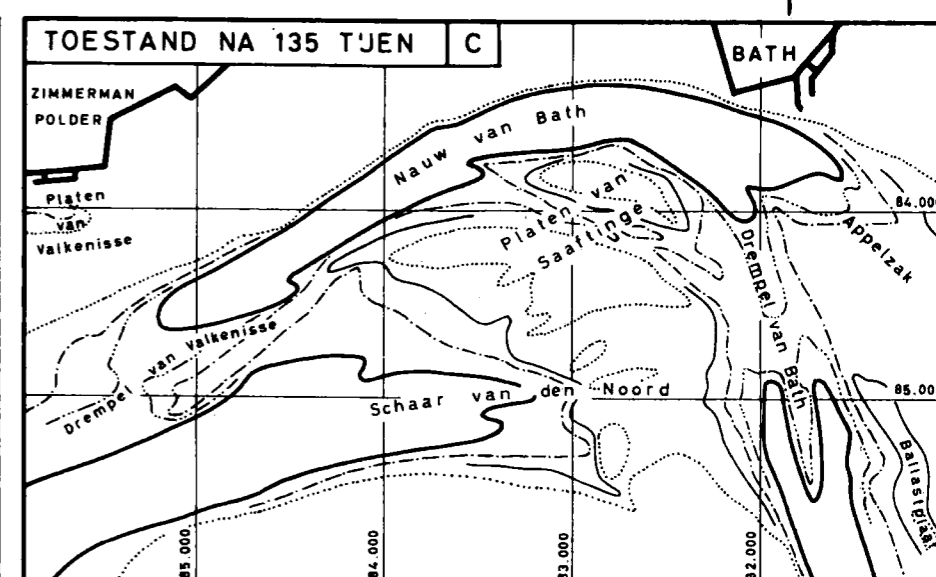 TOESTAND NA 135 TIJEN C
BATH
ZIMMERMAN
POLDER
Nauw van Bath
Platen
van
Valkenisse
Platen van
Saaftinge
84.000
Appelzak
Drempel van Bath
Drempel van Valkenisse
Schaar van den Noord
85.000
Ballastplaat
85.000
84.000
83.000
82.000